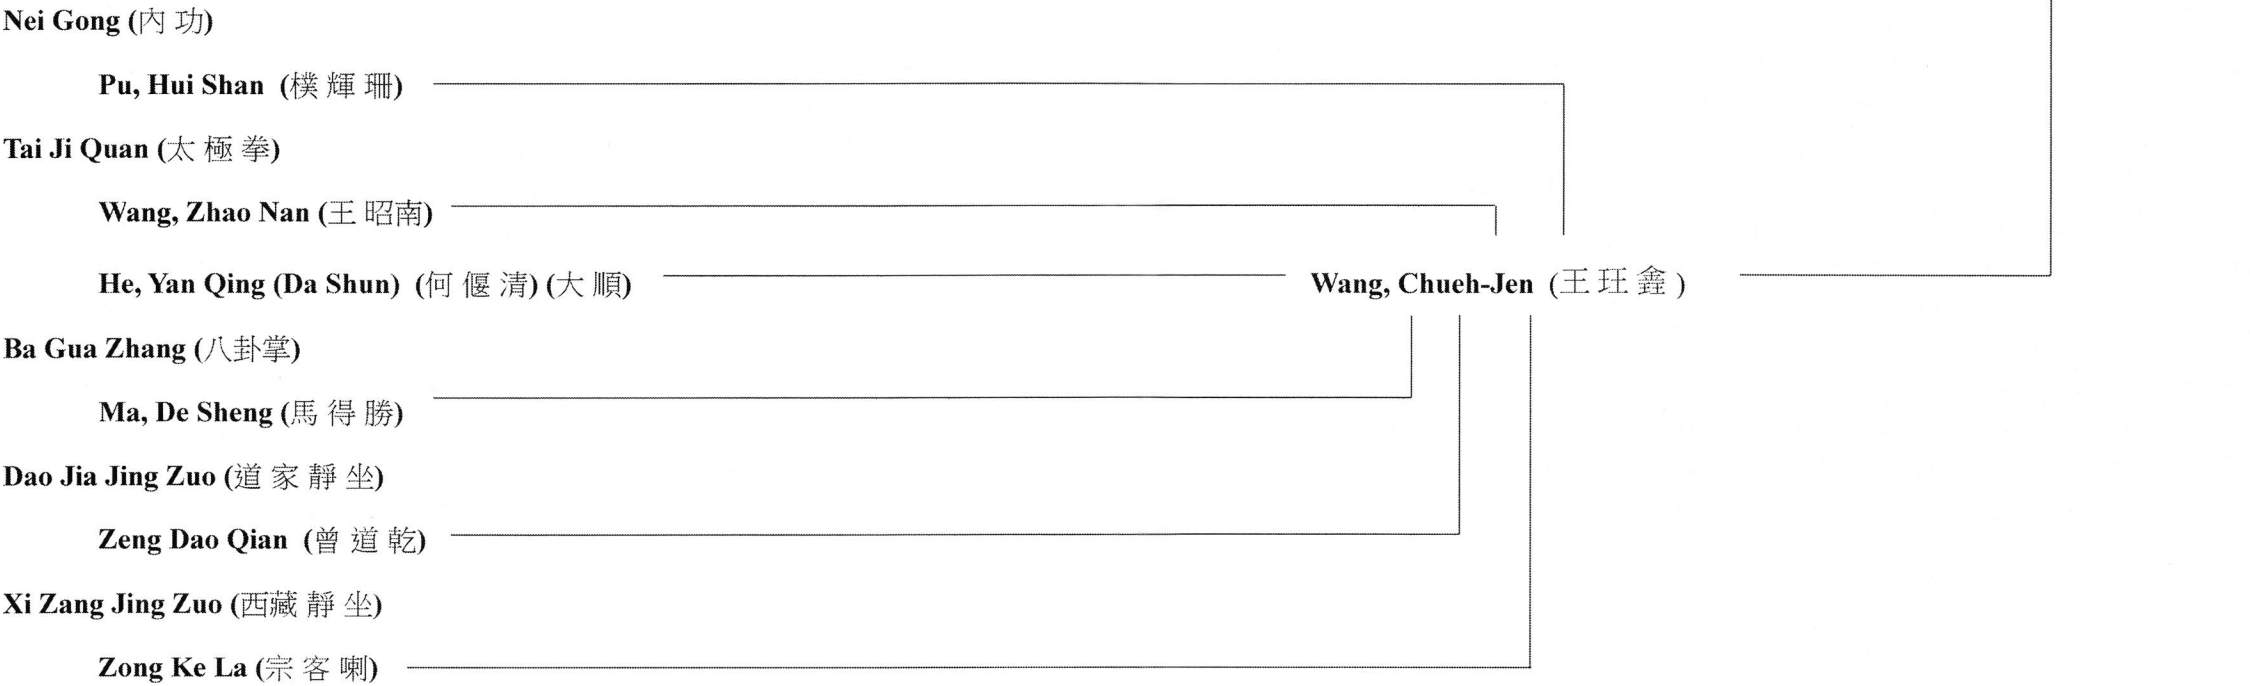 Nei Gong (內 功)
Pu, Hui Shan (樸 輝 珊)
Tai Ji Quan (太 極 拳)
Wang, Zhao Nan (王 昭南)
He, Yan Qing (Da Shun) (何 偃 清) (大 順)
Wang, Chueh-Jen (王 玨 鑫 )
Ba Gua Zhang (八卦掌)
Ma, De Sheng (馬 得 勝)
Dao Jia Jing Zuo (道 家 靜 坐)
Zeng Dao Qian (曾 道 乾)
Xi Zang Jing Zuo (西藏 靜 坐)
Zong Ke La (宗 客 喇)